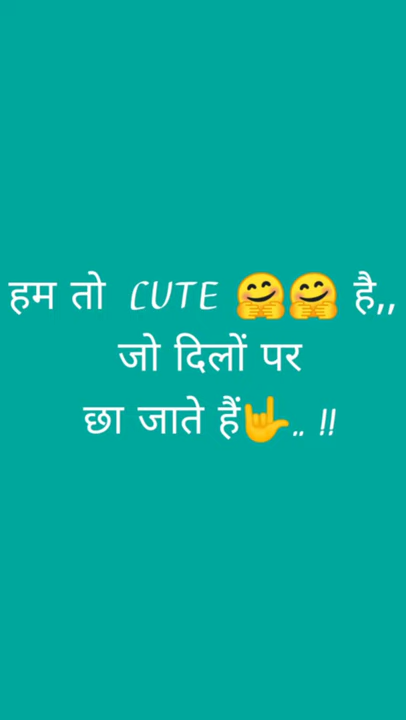 हम तो CUTE 🤗🤗 है,,
जो दिलों पर
छा जाते हैं🤟.. !!